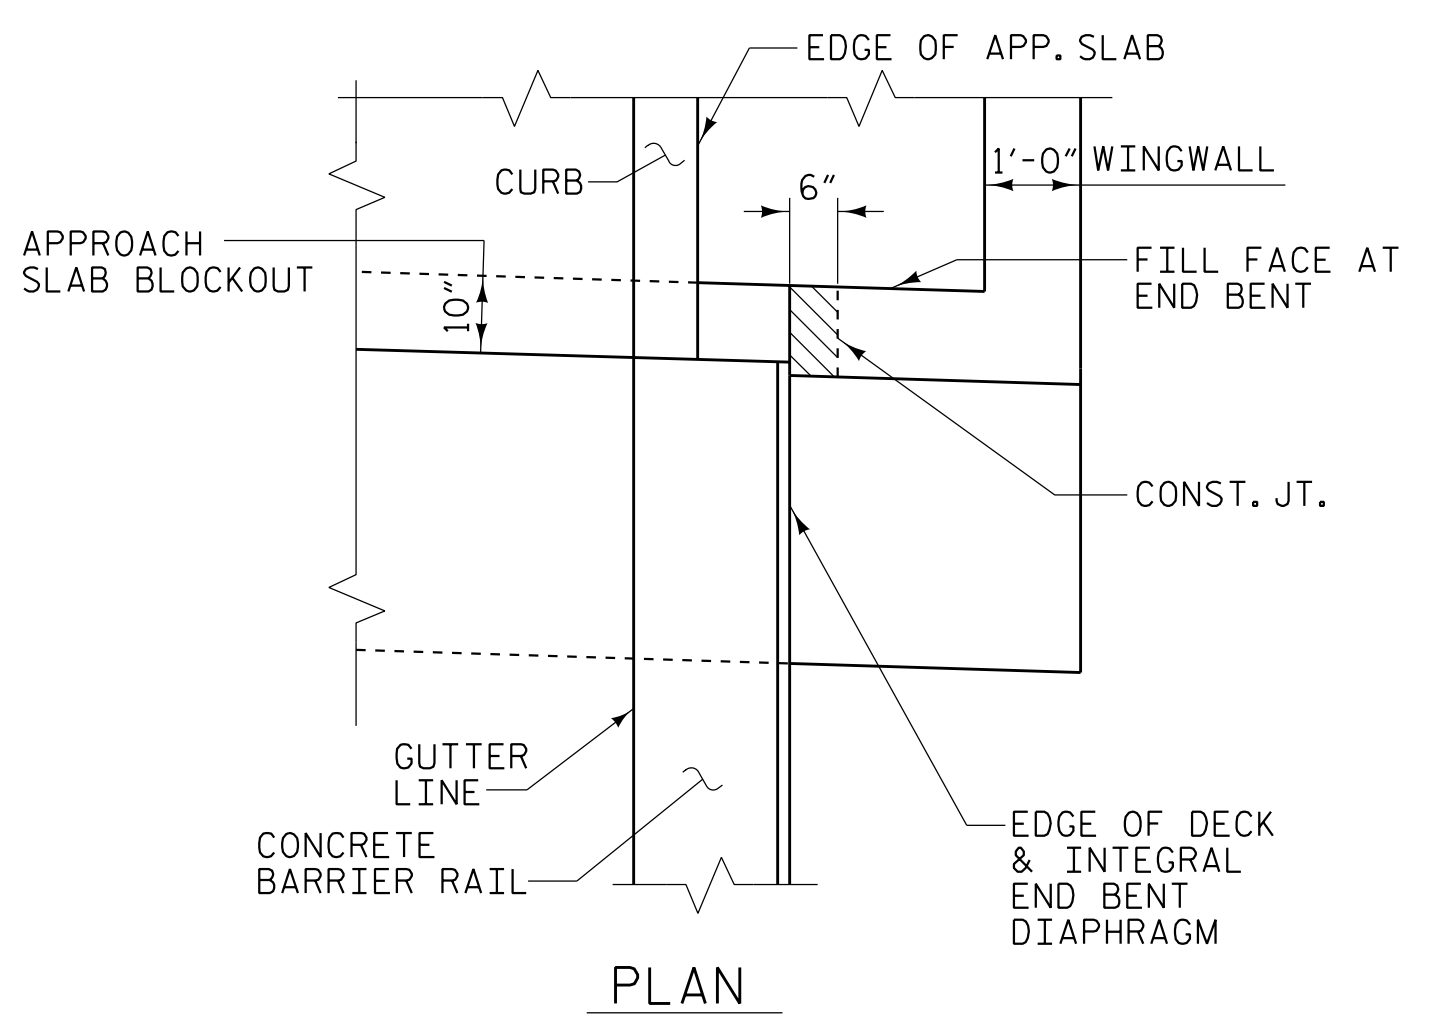 EDGE OF APP. SLAB
1'-0" WINGWALL
CURB
6"
APPROACH
SLAB BLOCKOUT
10"
FILL FACE AT
END BENT
CONST. JT.
GUTTER
LINE
CONCRETE
BARRIER RAIL
EDGE OF DECK
& INTEGRAL
END BENT
DIAPHRAGM
PLAN